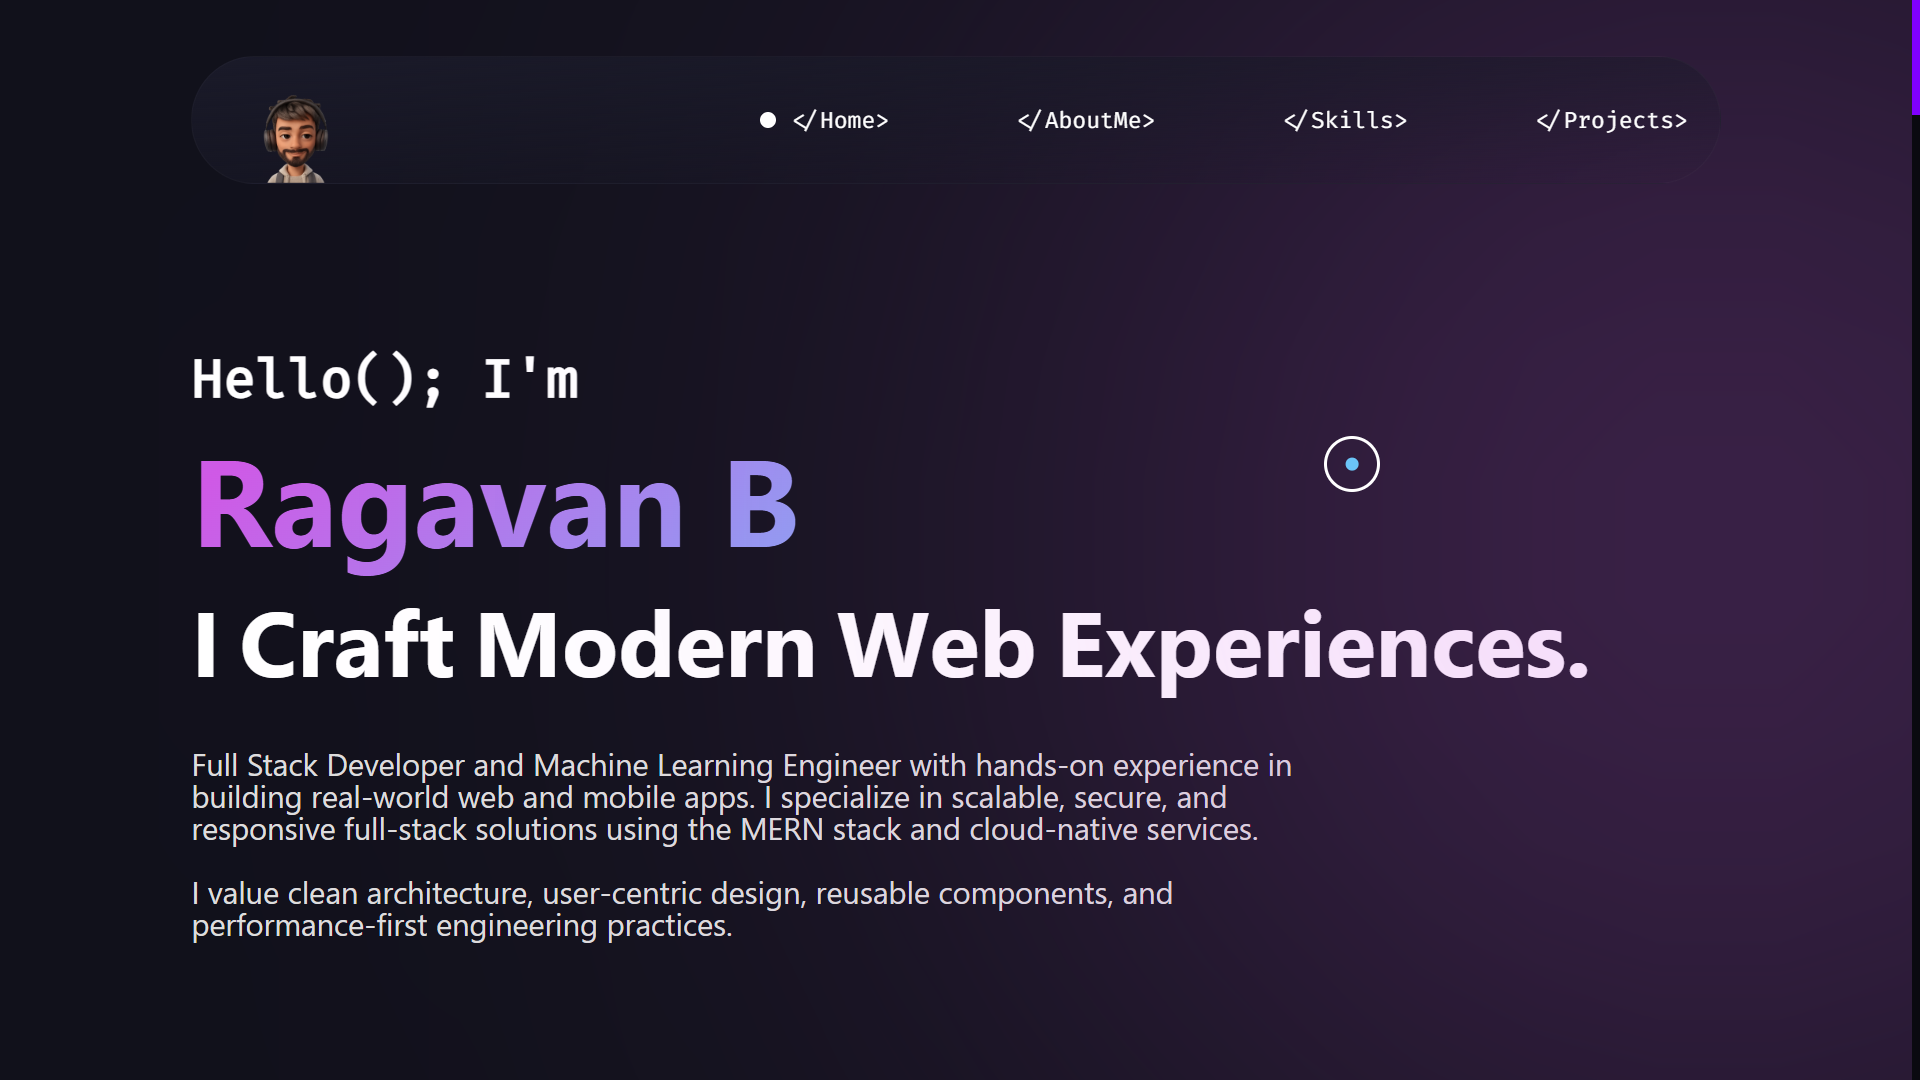 </Home>
</AboutMe>
</Skills>
</Projects>
Hello(); I'm
Ragavan B
I Craft Modern Web Experiences.
Full Stack Developer and Machine Learning Engineer with hands-on experience in
building real-world web and mobile apps. I specialize in scalable, secure, and
responsive full-stack solutions using the MERN stack and cloud-native services.
I value clean architecture, user-centric design, reusable components, and
performance-first engineering practices.